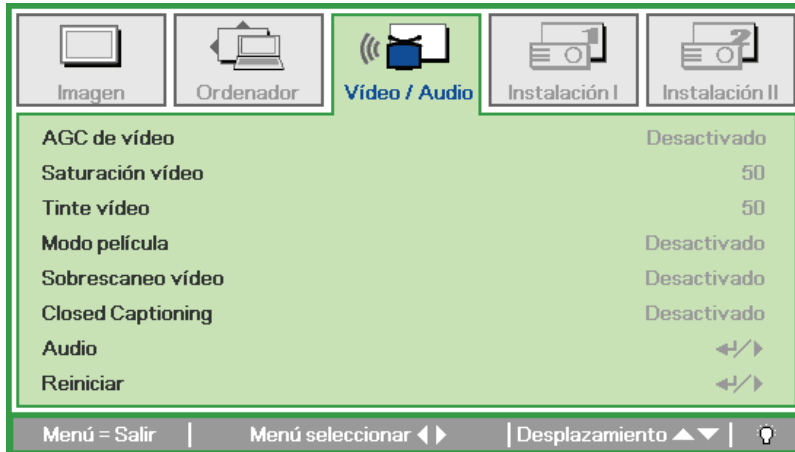 Imagen Ordenador Vídeo / Audio Instalación I Instalación II
AGC de vídeo Desactivado
Saturación vídeo 50
Tinte vídeo 50
Modo película Desactivado
Sobrescaneo vídeo Desactivado
Closed Captioning Desactivado
Audio
Reiniciar
Menú = Salir Menú seleccionar Desplazamiento